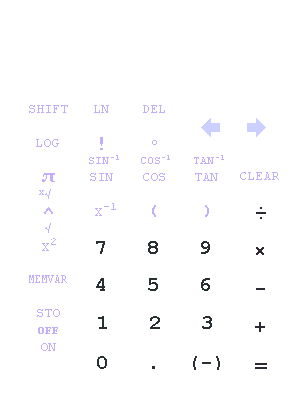 SHIFT LN DEL
LOG ! °
SIN⁻¹ COS⁻¹ TAN⁻¹
π SIN COS TAN CLEAR
ˣ√
^ x⁻¹ ( ) ÷
√
x² 7 8 9 ×
MEMVAR 4 5 6 −
STO 1 2 3 +
OFF
ON 0 . (-) =